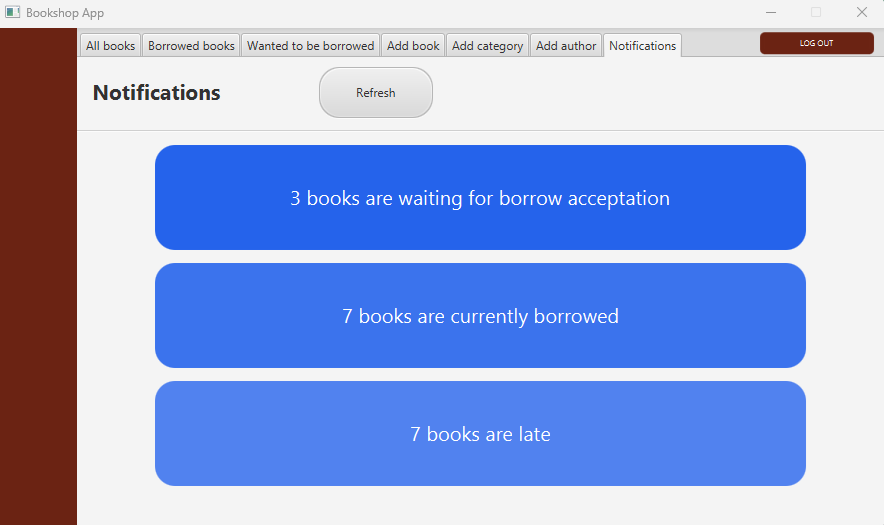 Bookshop App
All books Borrowed books Wanted to be borrowed Add book Add category Add author Notifications LOG OUT
Notifications Refresh
3 books are waiting for borrow acceptation
7 books are currently borrowed
7 books are late